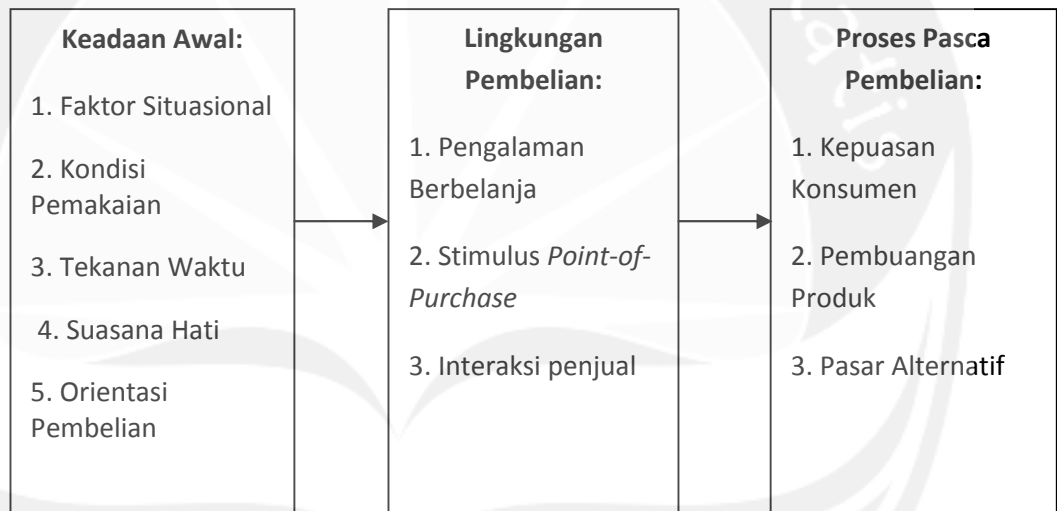 Keadaan Awal:
1. Faktor Situasional
2. Kondisi
Pemakaian
3. Tekanan Waktu
4. Suasana Hati
5. Orientasi
Pembelian
Lingkungan
Pembelian:
1. Pengalaman
Berbelanja
2. Stimulus Point-of-
Purchase
3. Interaksi penjual
Proses Pasca
Pembelian:
1. Kepuasan
Konsumen
2. Pembuangan
Produk
3. Pasar Alternatif